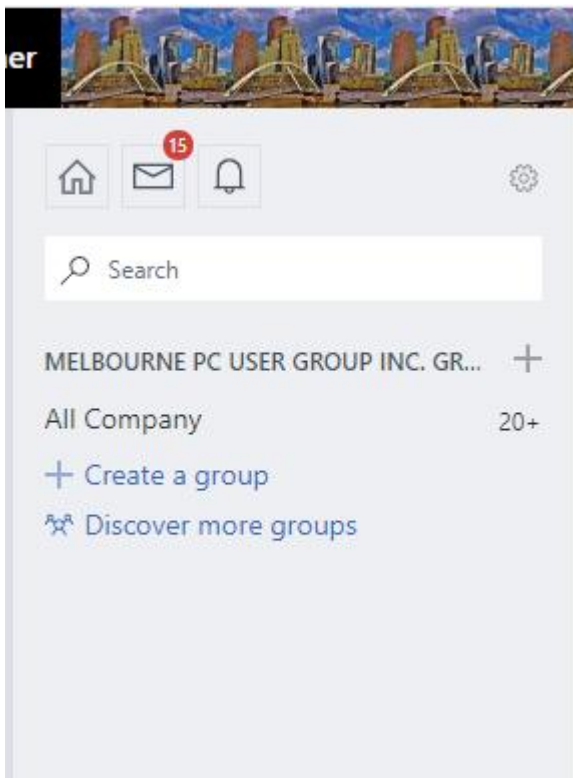 er
15
Search
MELBOURNE PC USER GROUP INC. GR...
All Company 20+
Create a group
Discover more groups